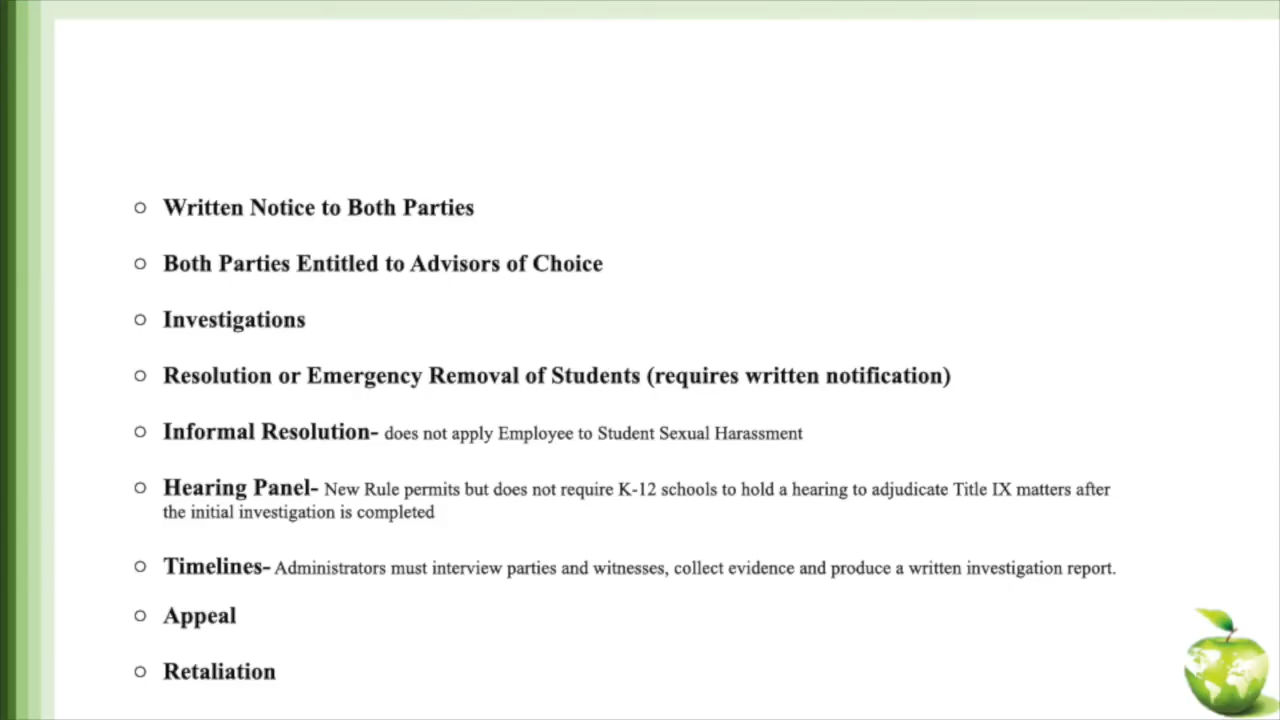 Written Notice to Both Parties
Both Parties Entitled to Advisors of Choice
Investigations
Resolution or Emergency Removal of Students (requires written notification)
Informal Resolution- does not apply Employee to Student Sexual Harassment
Hearing Panel- New Rule permits but does not require K-12 schools to hold a hearing to adjudicate Title IX matters after
the initial investigation is completed
Timelines- Administrators must interview parties and witnesses, collect evidence and produce a written investigation report.
Appeal
Retaliation